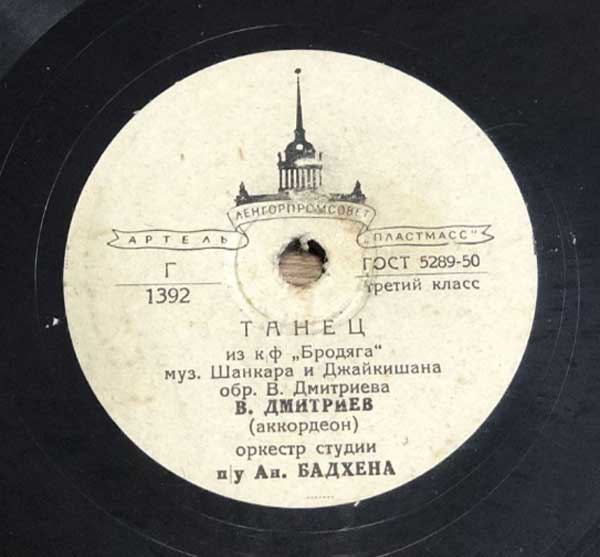 ЛЕНГОРПРОМСОВЕТ
АРТЕЛЬ „ПЛАСТМАСС“
Г
1392
ГОСТ 5289-50
третий класс
ТАНЕЦ
из к/ф „Бродяга“
муз. Шанкара и Джайкишана
обр. В. Дмитриева
В. ДМИТРИЕВ
(аккордеон)
оркестр студии
п/у Ан. БАДХЕНА